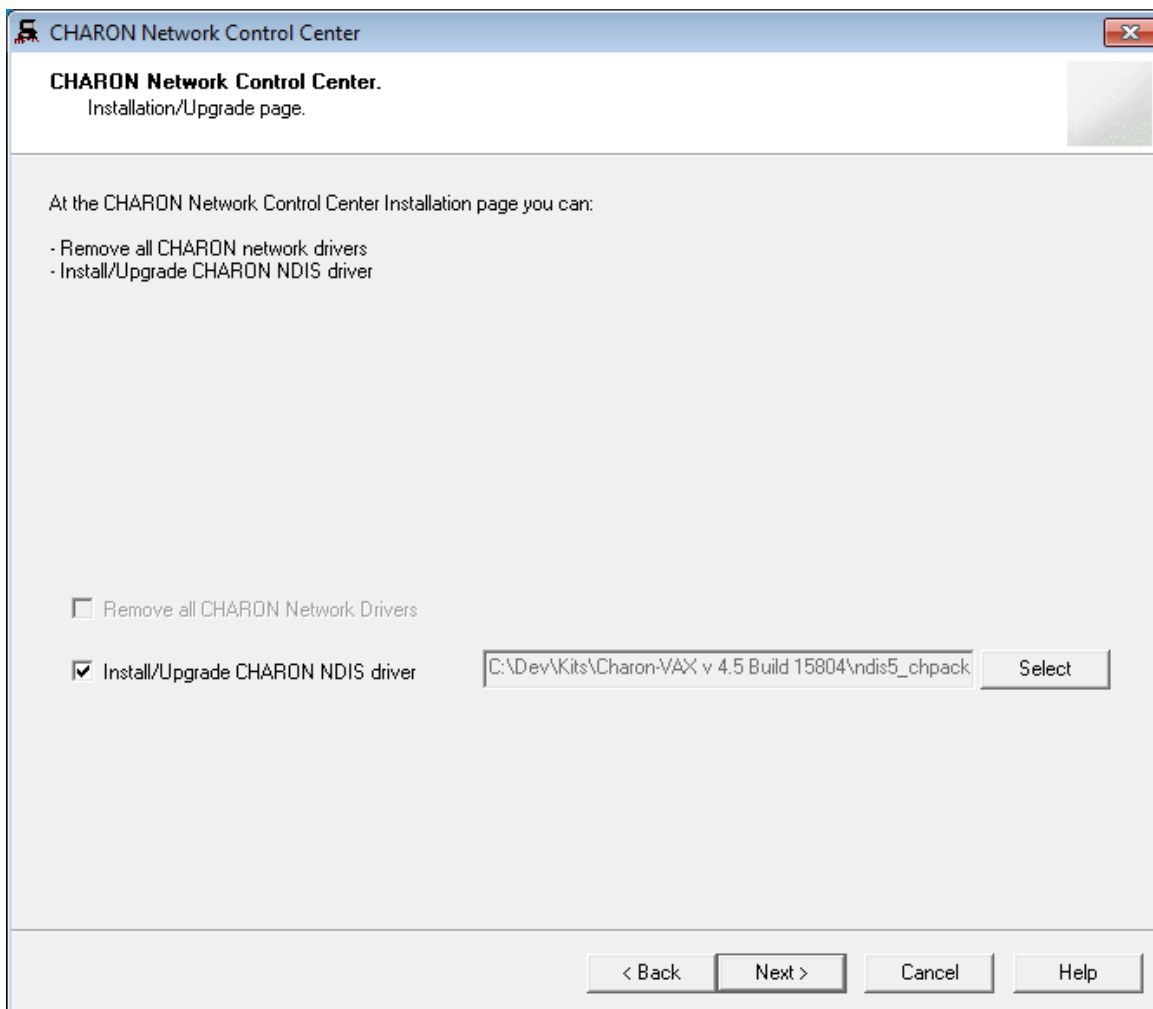 CHARON Network Control Center
CHARON Network Control Center.
Installation/Upgrade page.
At the CHARON Network Control Center Installation page you can:
- Remove all CHARON network drivers
- Install/Upgrade CHARON NDIS driver
Remove all CHARON Network Drivers
Install/Upgrade CHARON NDIS driver C:\Dev\Kits\Charon-VAX v 4.5 Build 15804\ndis5_chpack Select
< Back Next > Cancel Help